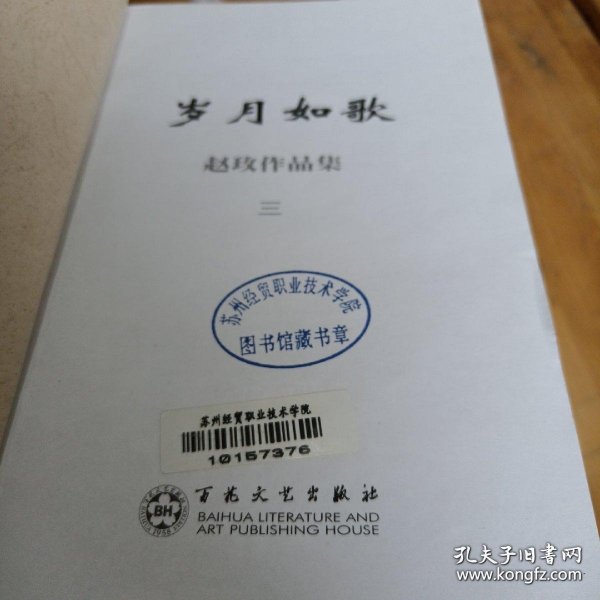 岁月如歌
赵玫作品集
三
苏州经贸职业技术学院
图书馆藏书章
苏州经贸职业技术学院
10157376
BH
1958
百花文艺出版社
BAIHUA LITERATURE AND
ART PUBLISHING HOUSE
孔夫子旧书网
www.kongfz.com